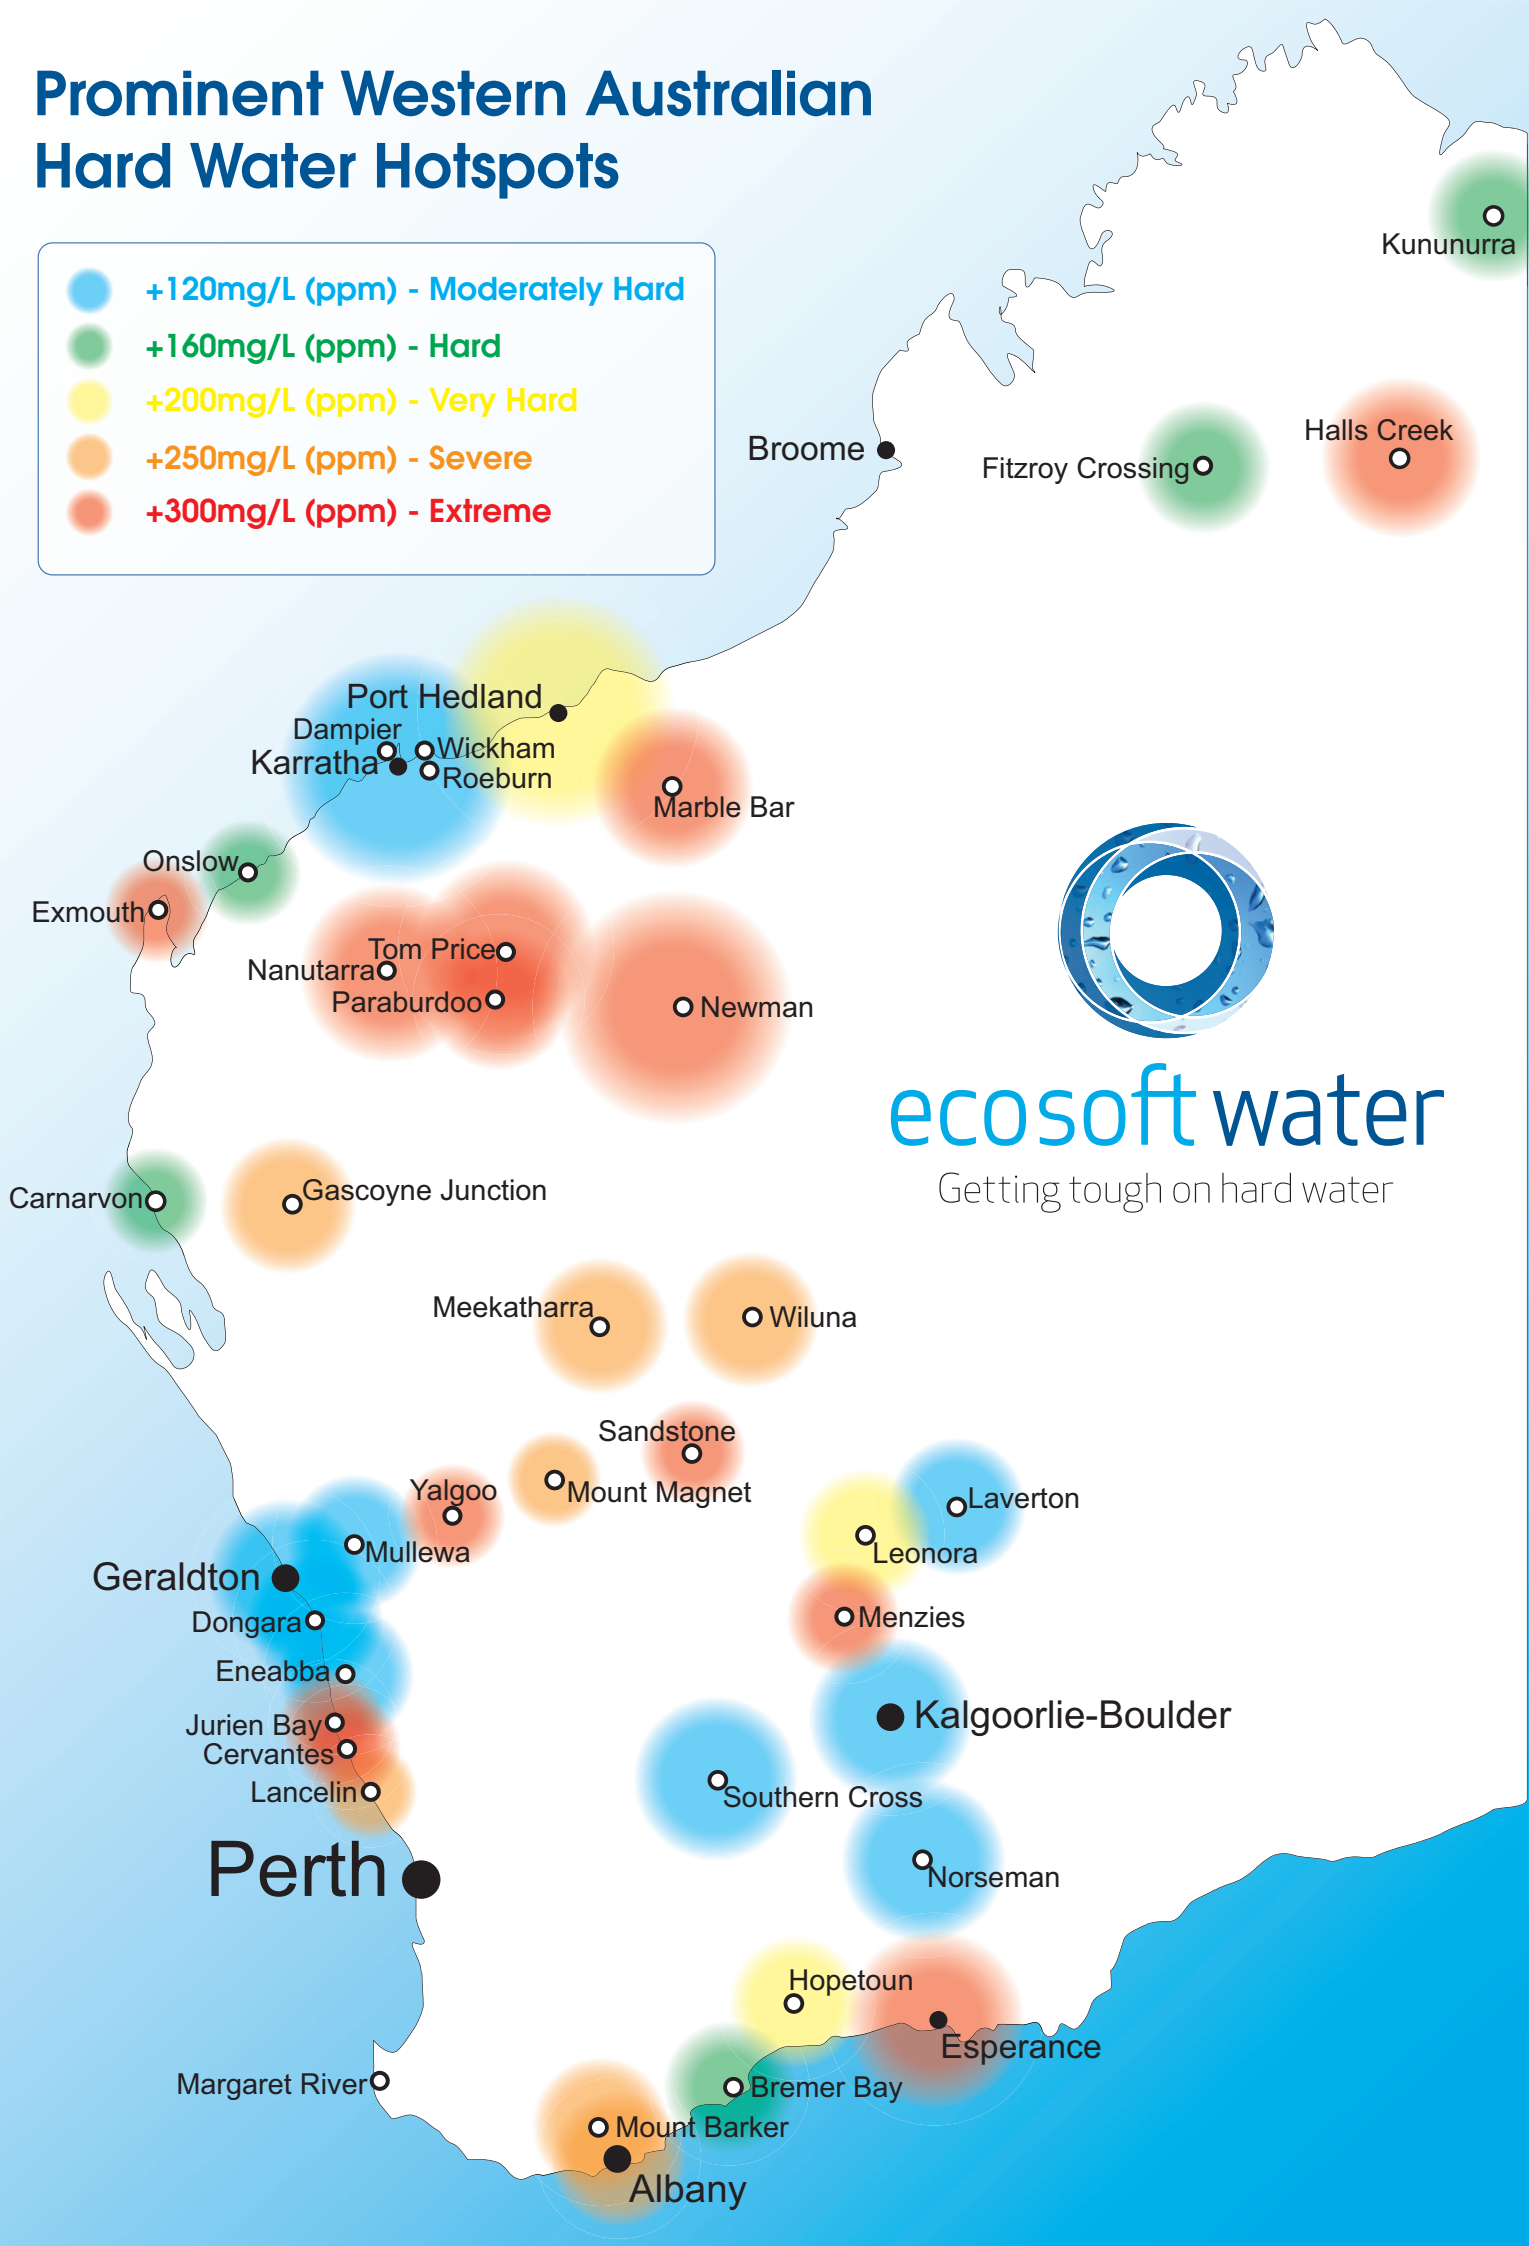 Prominent Western Australian
Hard Water Hotspots
+120mg/L (ppm) - Moderately Hard
+160mg/L (ppm) - Hard
+200mg/L (ppm) - Very Hard
+250mg/L (ppm) - Severe
+300mg/L (ppm) - Extreme
Kununurra
Halls Creek
Broome
Fitzroy Crossing
Port Hedland
Dampier
Wickham
Karratha
Roeburn
Marble Bar
Onslow
Exmouth
Tom Price
Nanutarra
Paraburdoo
Newman
ecosoft water
Getting tough on hard water
Carnarvon
Gascoyne Junction
Meekatharra
Wiluna
Sandstone
Yalgoo
Mount Magnet
Laverton
Mullewa
Leonora
Geraldton
Dongara
Menzies
Eneabba
Jurien Bay
Kalgoorlie-Boulder
Cervantes
Lancelin
Southern Cross
Perth
Norseman
Hopetoun
Esperance
Margaret River
Bremer Bay
Mount Barker
Albany